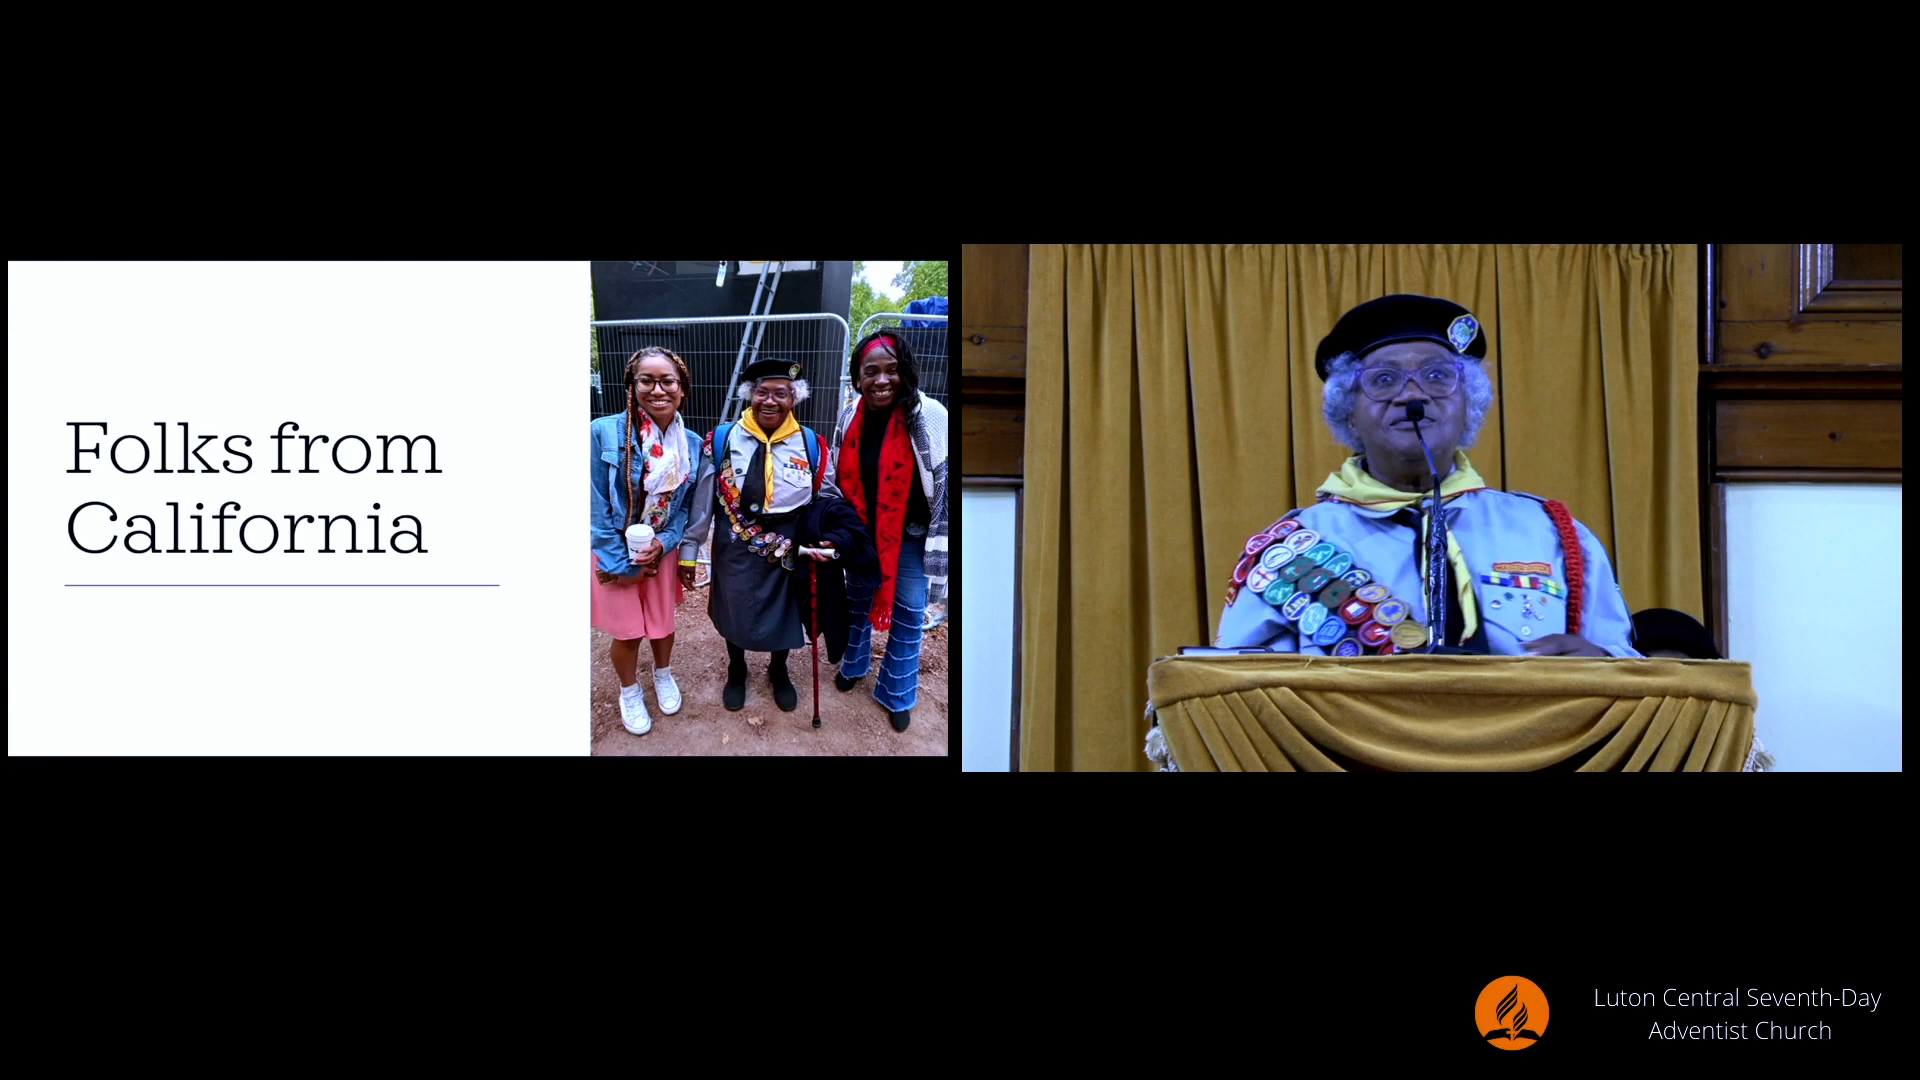 Folks from
California
Luton Central Seventh-Day
Adventist Church